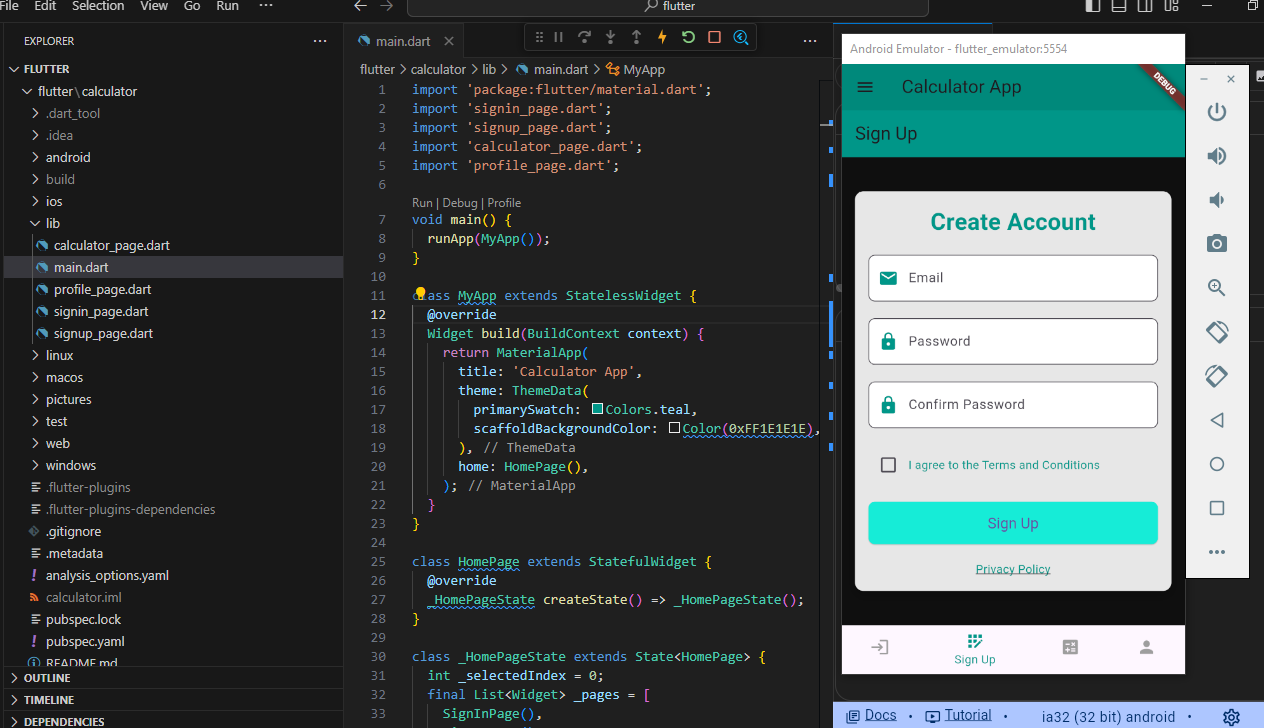 File Edit Selection View Go Run ···
flutter
EXPLORER ···
FLUTTER
flutter\calculator
.dart_tool
.idea
android
build
ios
lib
calculator_page.dart
main.dart
profile_page.dart
signin_page.dart
signup_page.dart
linux
macos
pictures
test
web
windows
.flutter-plugins
.flutter-plugins-dependencies
.gitignore
.metadata
! analysis_options.yaml
calculator.iml
pubspec.lock
! pubspec.yaml
README.md
OUTLINE
TIMELINE
DEPENDENCIES
main.dart
flutter > calculator > lib > main.dart > MyApp
1 import 'package:flutter/material.dart';
2 import 'signin_page.dart';
3 import 'signup_page.dart';
4 import 'calculator_page.dart';
5 import 'profile_page.dart';
6
Run | Debug | Profile
7 void main() {
8 runApp(MyApp());
9 }
10
11 class MyApp extends StatelessWidget {
12 @override
13 Widget build(BuildContext context) {
14 return MaterialApp(
15 title: 'Calculator App',
16 theme: ThemeData(
17 primarySwatch: Colors.teal,
18 scaffoldBackgroundColor: Color(0xFF1E1E1E),
19 ), // ThemeData
20 home: HomePage(),
21 ); // MaterialApp
22 }
23 }
24
25 class HomePage extends StatefulWidget {
26 @override
27 _HomePageState createState() => _HomePageState();
28 }
29
30 class _HomePageState extends State<HomePage> {
31 int _selectedIndex = 0;
32 final List<Widget> _pages = [
33 SignInPage(),
Android Emulator - flutter_emulator:5554
Calculator App
DEBUG
Sign Up
Create Account
Email
Password
Confirm Password
I agree to the Terms and Conditions
Sign Up
Privacy Policy
Sign Up
Docs • Tutorial • ia32 (32 bit) android •